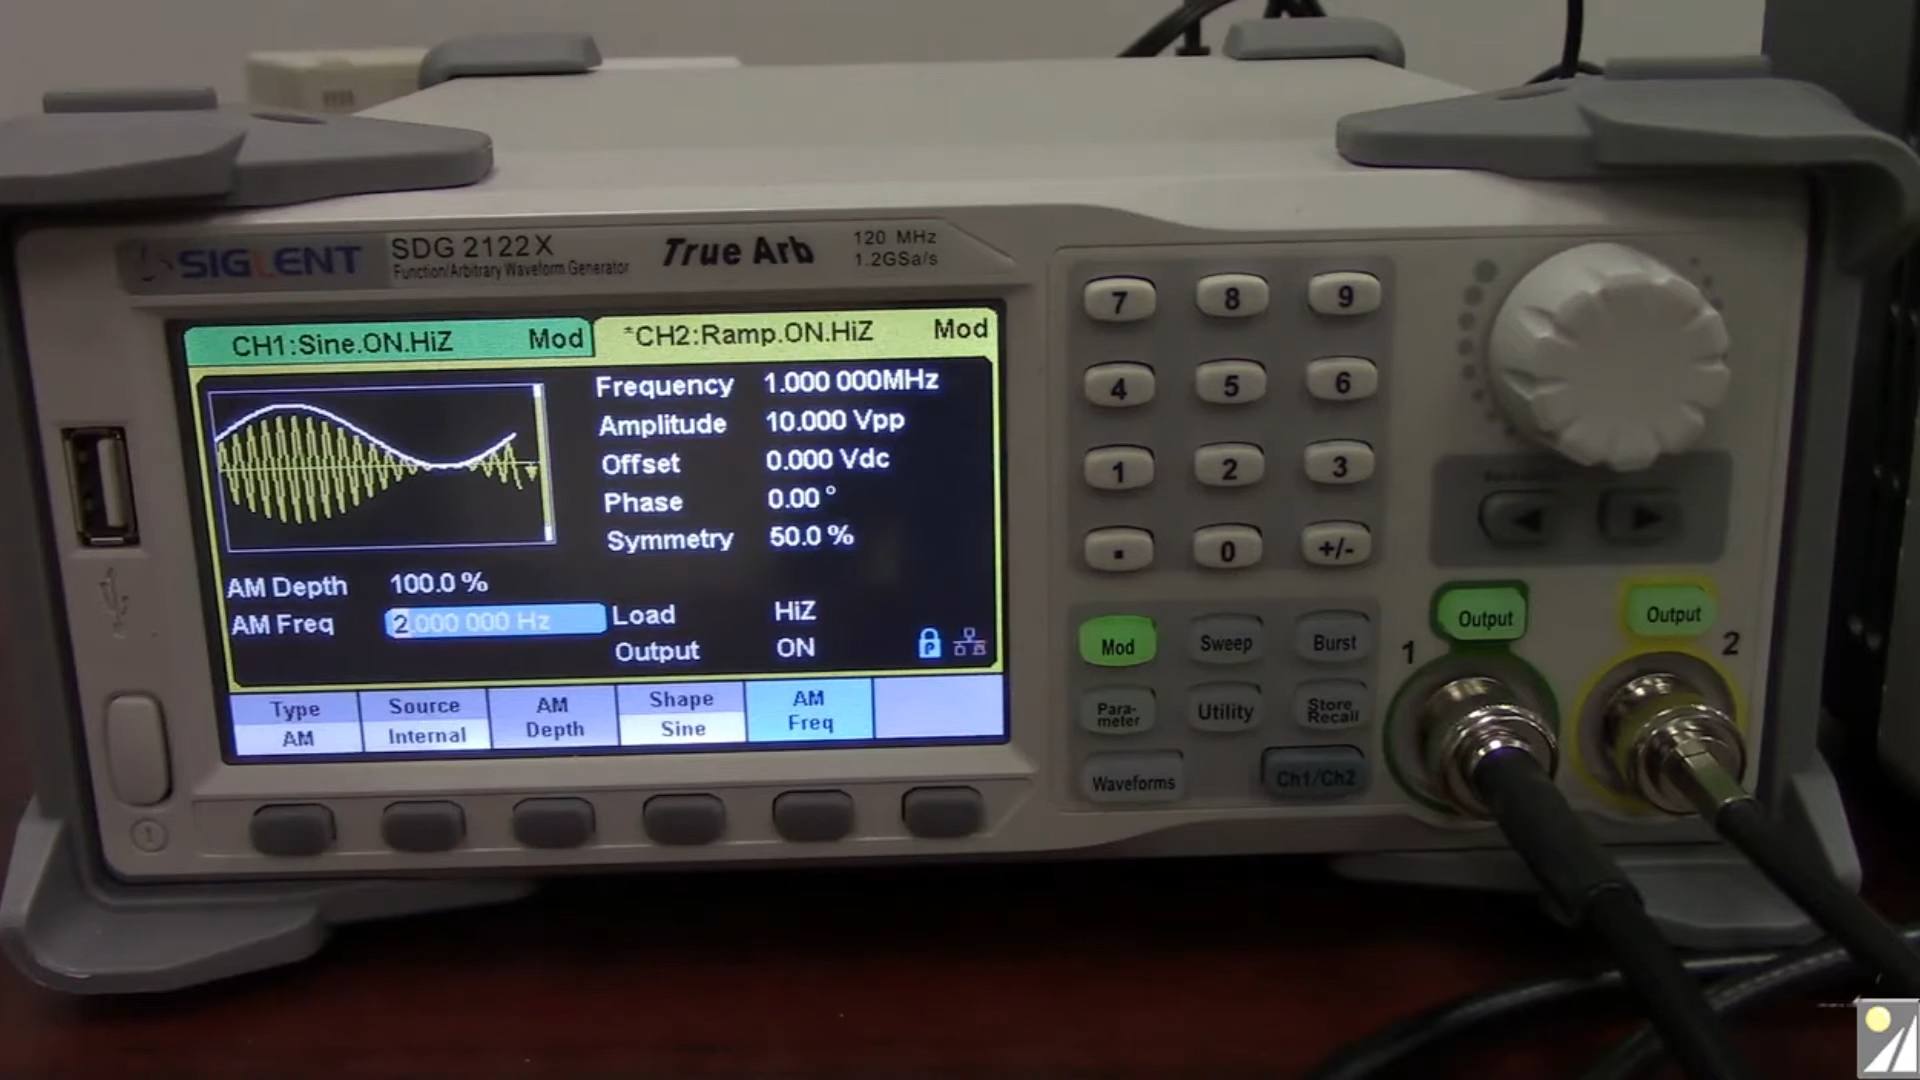 SIGLENT SDG 2122X True Arb 120 MHz
Function/Arbitrary Waveform Generator 1.2GSa/s
CH1:Sine.ON.HiZ Mod *CH2:Ramp.ON.HiZ Mod
Frequency 1.000 000MHz
Amplitude 10.000 Vpp
Offset 0.000 Vdc
Phase 0.00 °
Symmetry 50.0 %
AM Depth 100.0 %
AM Freq 2.000 000 Hz
Load HiZ
Output ON
Type
AM
Source
Internal
AM
Depth
Shape
Sine
AM
Freq
7 8 9
4 5 6
1 2 3
. 0 +/-
Mod Sweep Burst
Para-
meter
Utility
Store
Recall
Waveforms Ch1/Ch2
Output Output
1 2